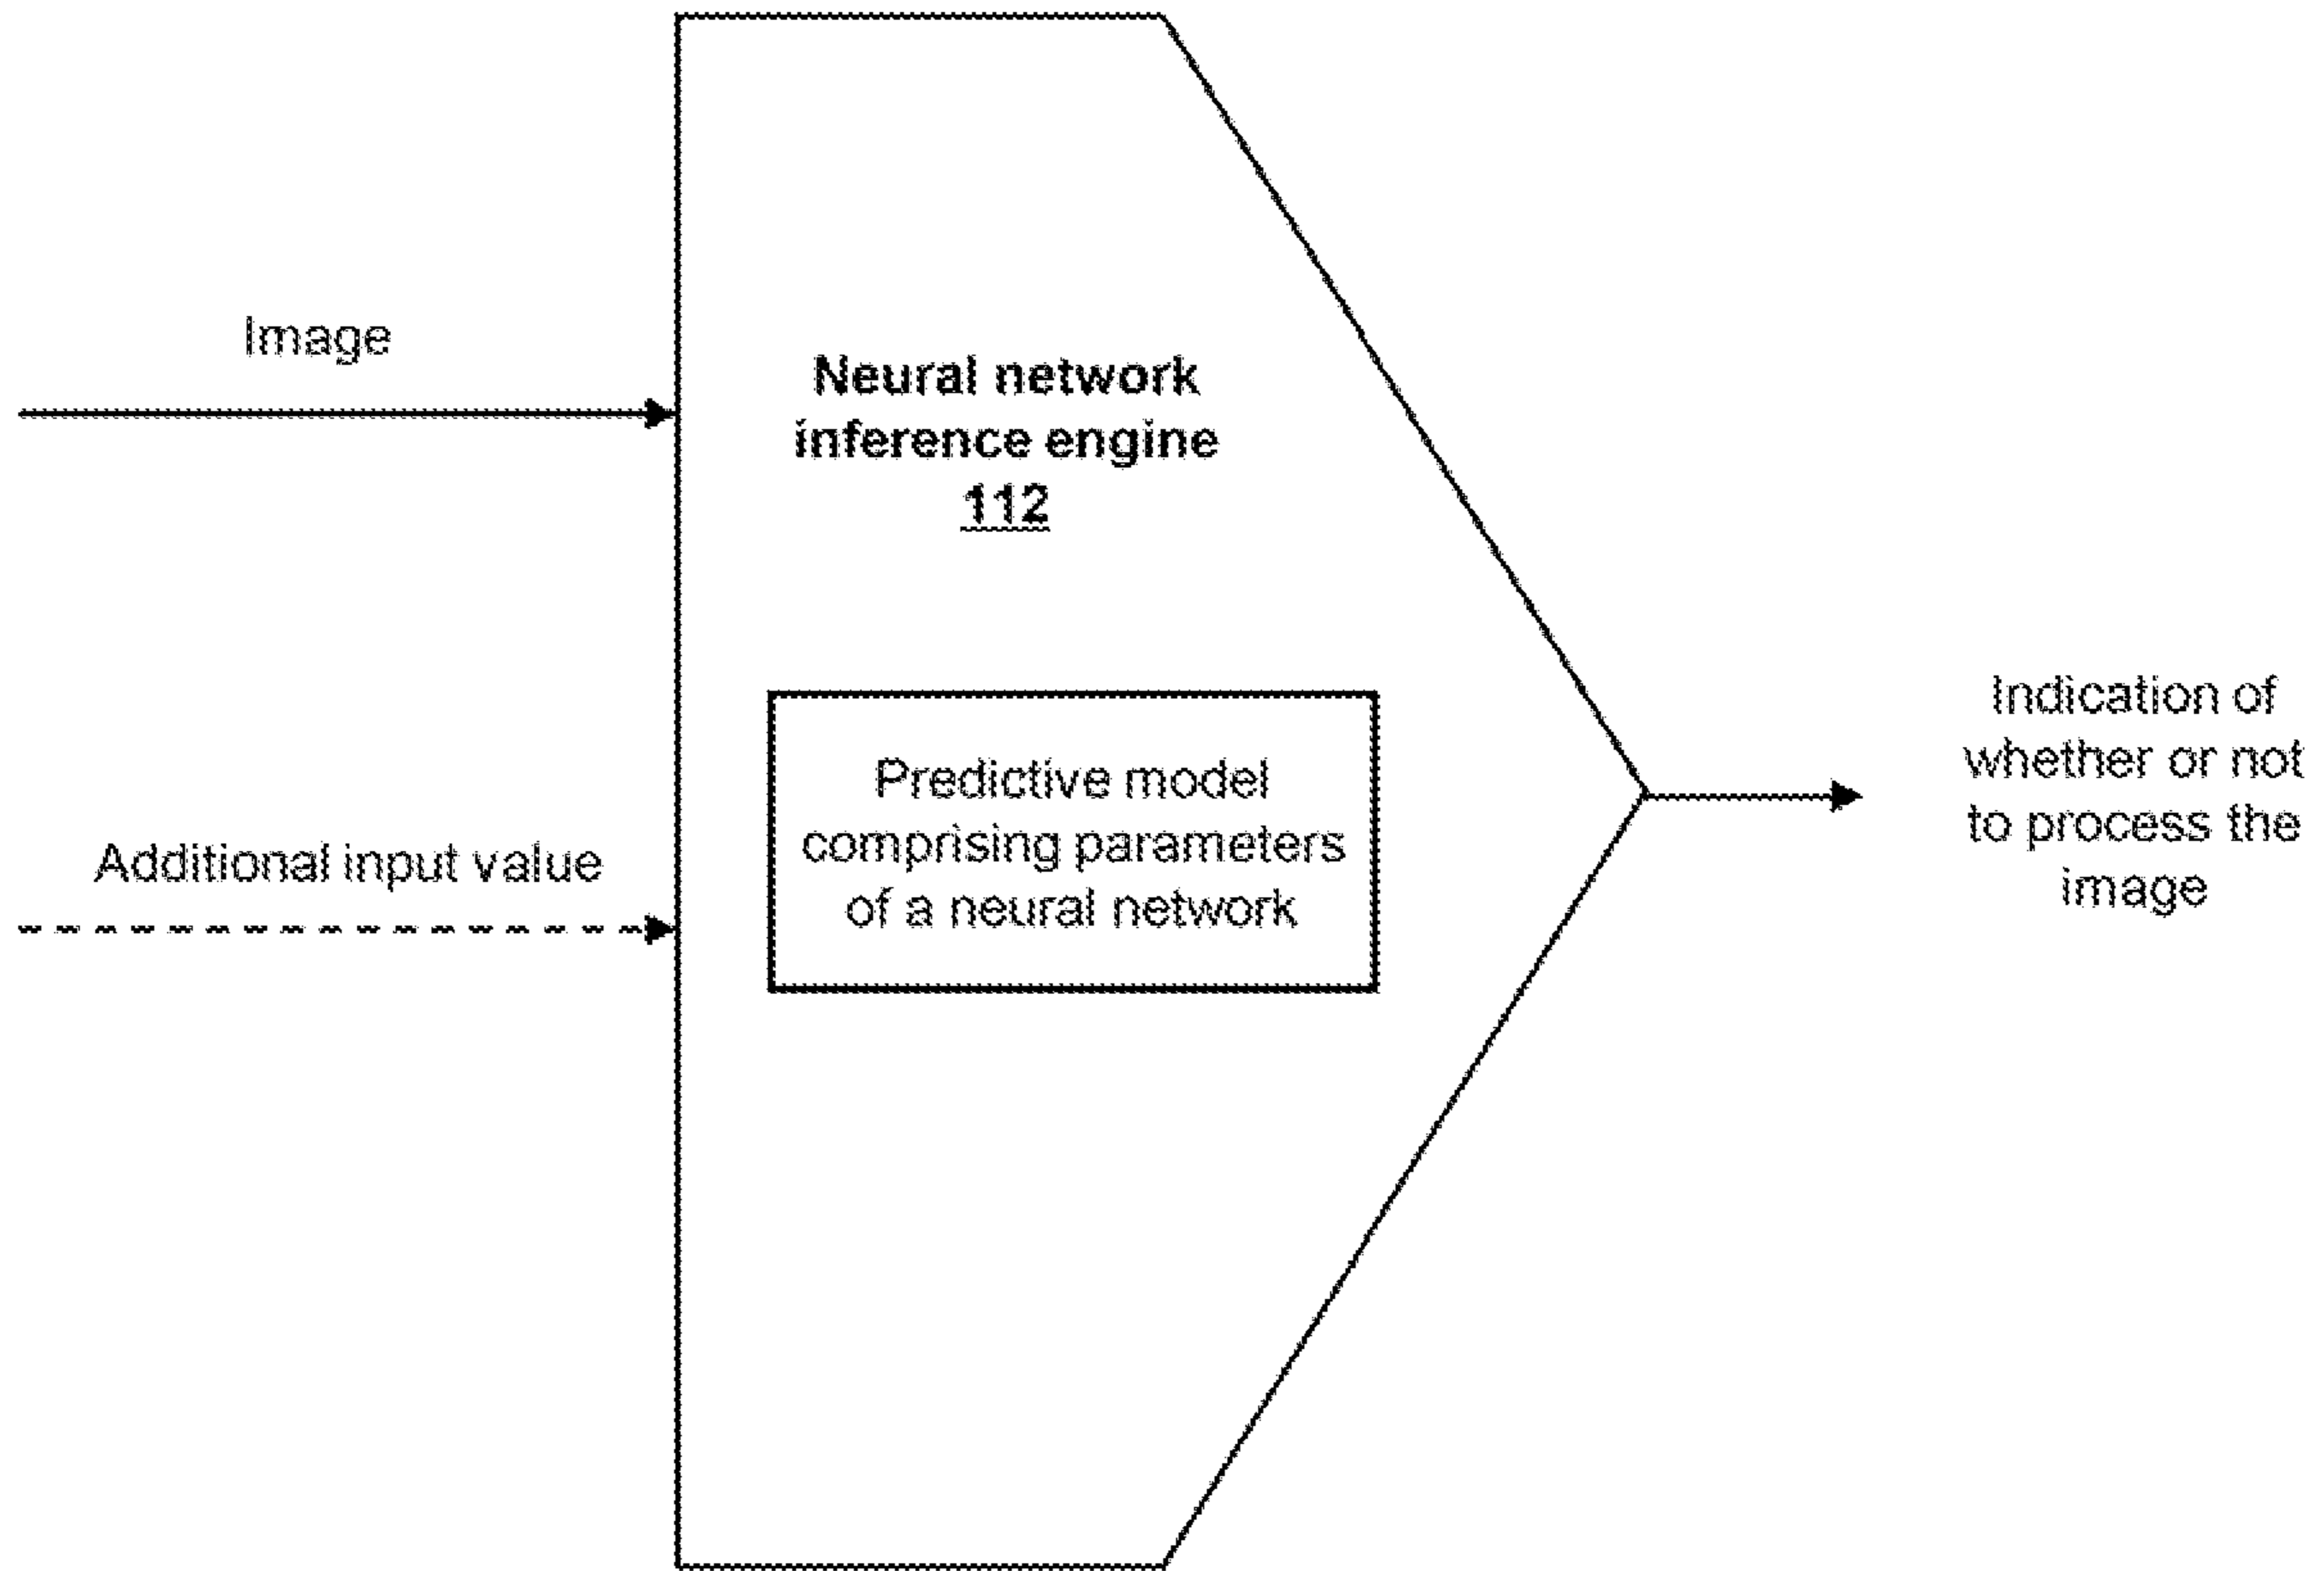 Image
Neural network
inference engine
112
Additional input value
Predictive model
comprising parameters
of a neural network
Indication of
whether or not
to process the
image